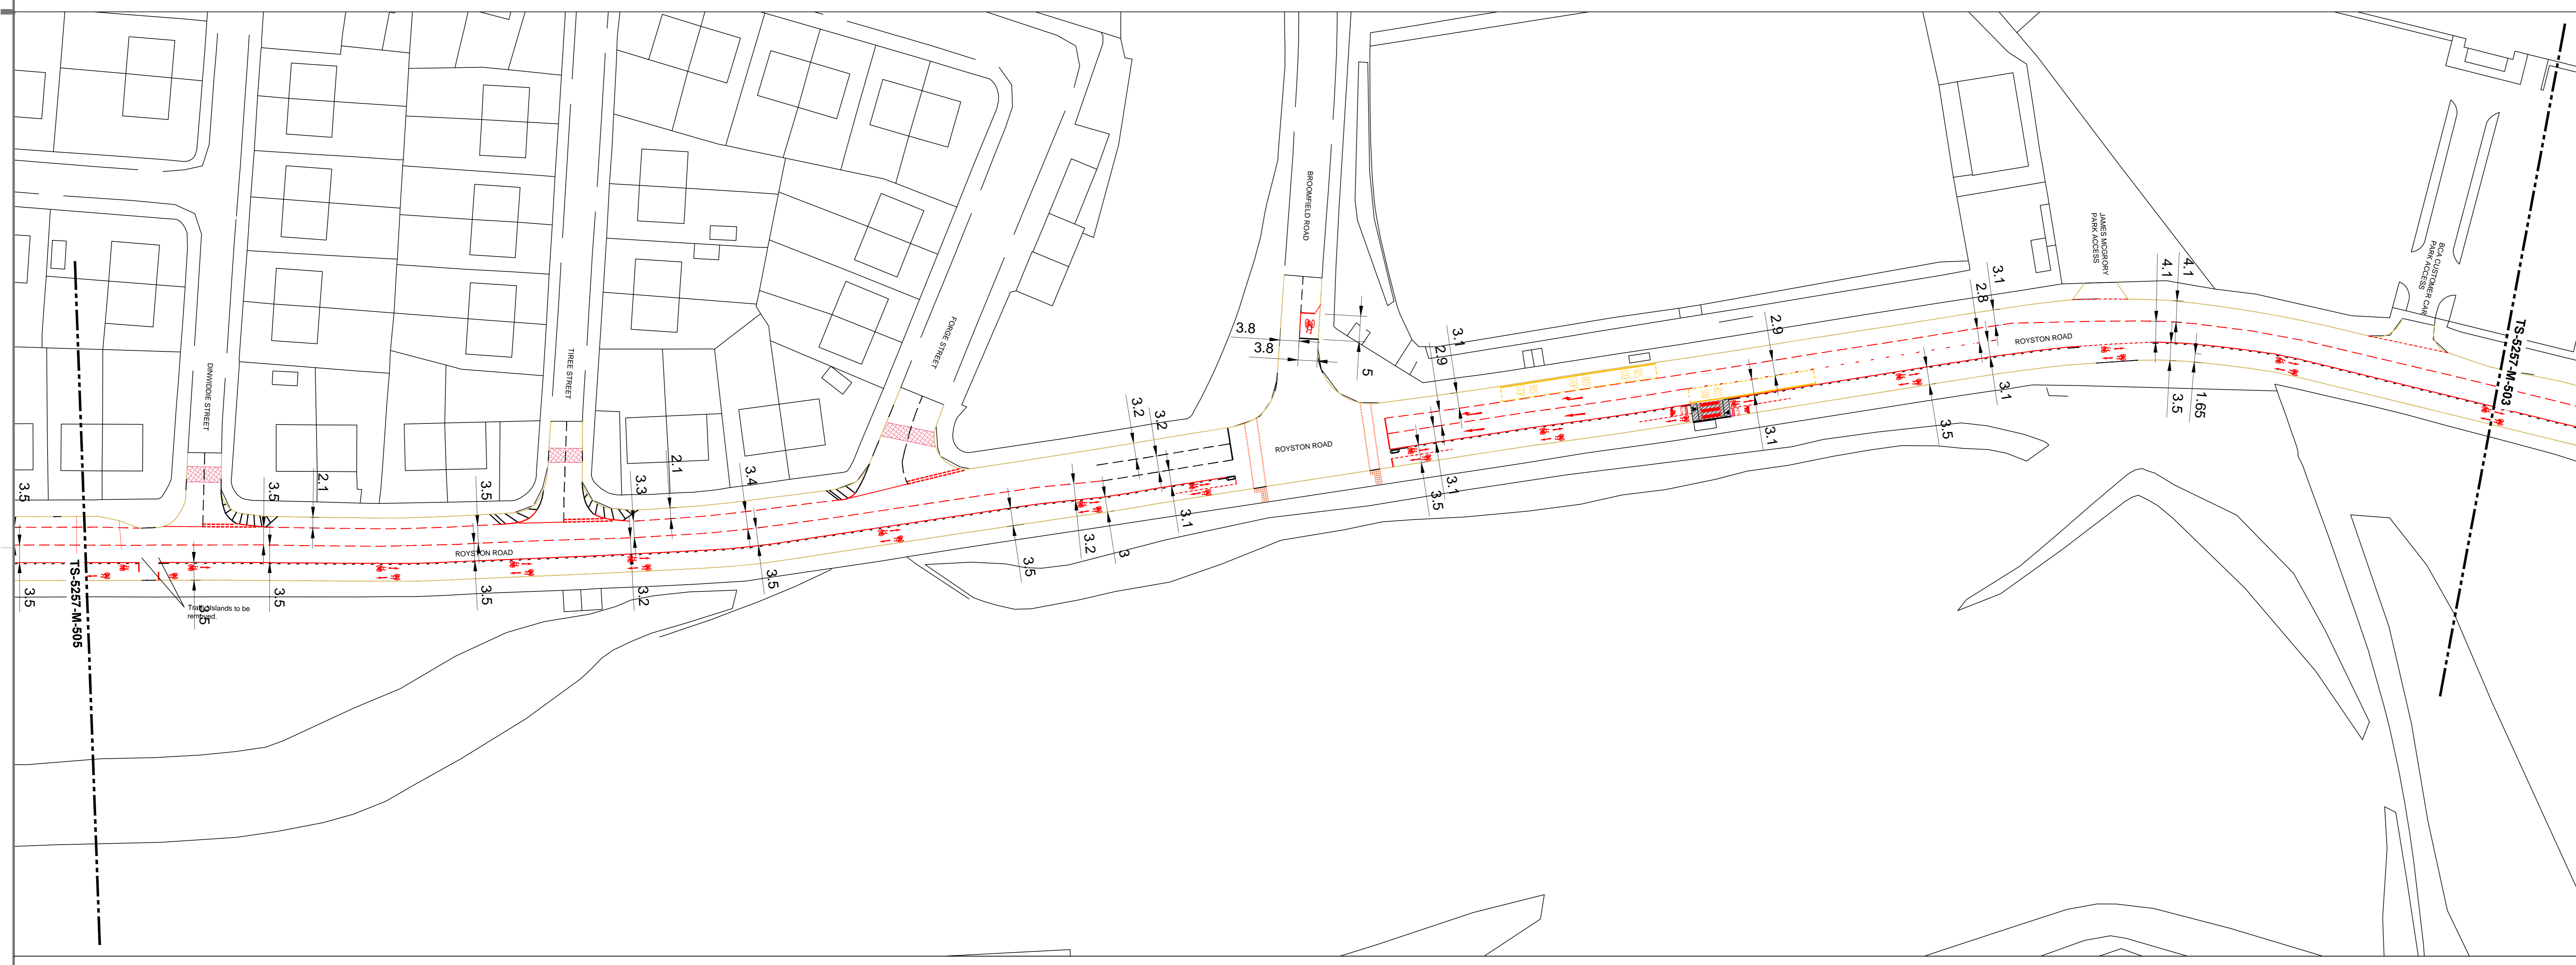 DINWIDDIE STREET
TIREE STREET
FORGE STREET
BROOMFIELD ROAD
JAMES MCGRORY
PARK ACCESS
BCA CUSTOMER CAR
PARK ACCESS
TS-5257-M-503
TS-5257-M-505
ROYSTON ROAD
ROYSTON ROAD
ROYSTON ROAD
Traffic Islands to be
removed.
3.5
3.5
3.5
3.5
2.1
3.5
3.5
3.5
3.3
3.2
2.1
3.4
3.5
3.5
3.2
3.2
3.2
3
3.1
3.8
3.8
5
2.9
3.1
3.5
3.1
2.9
3.1
3.5
2.8
3.1
3.1
4.1
4.1
3.5
1.65